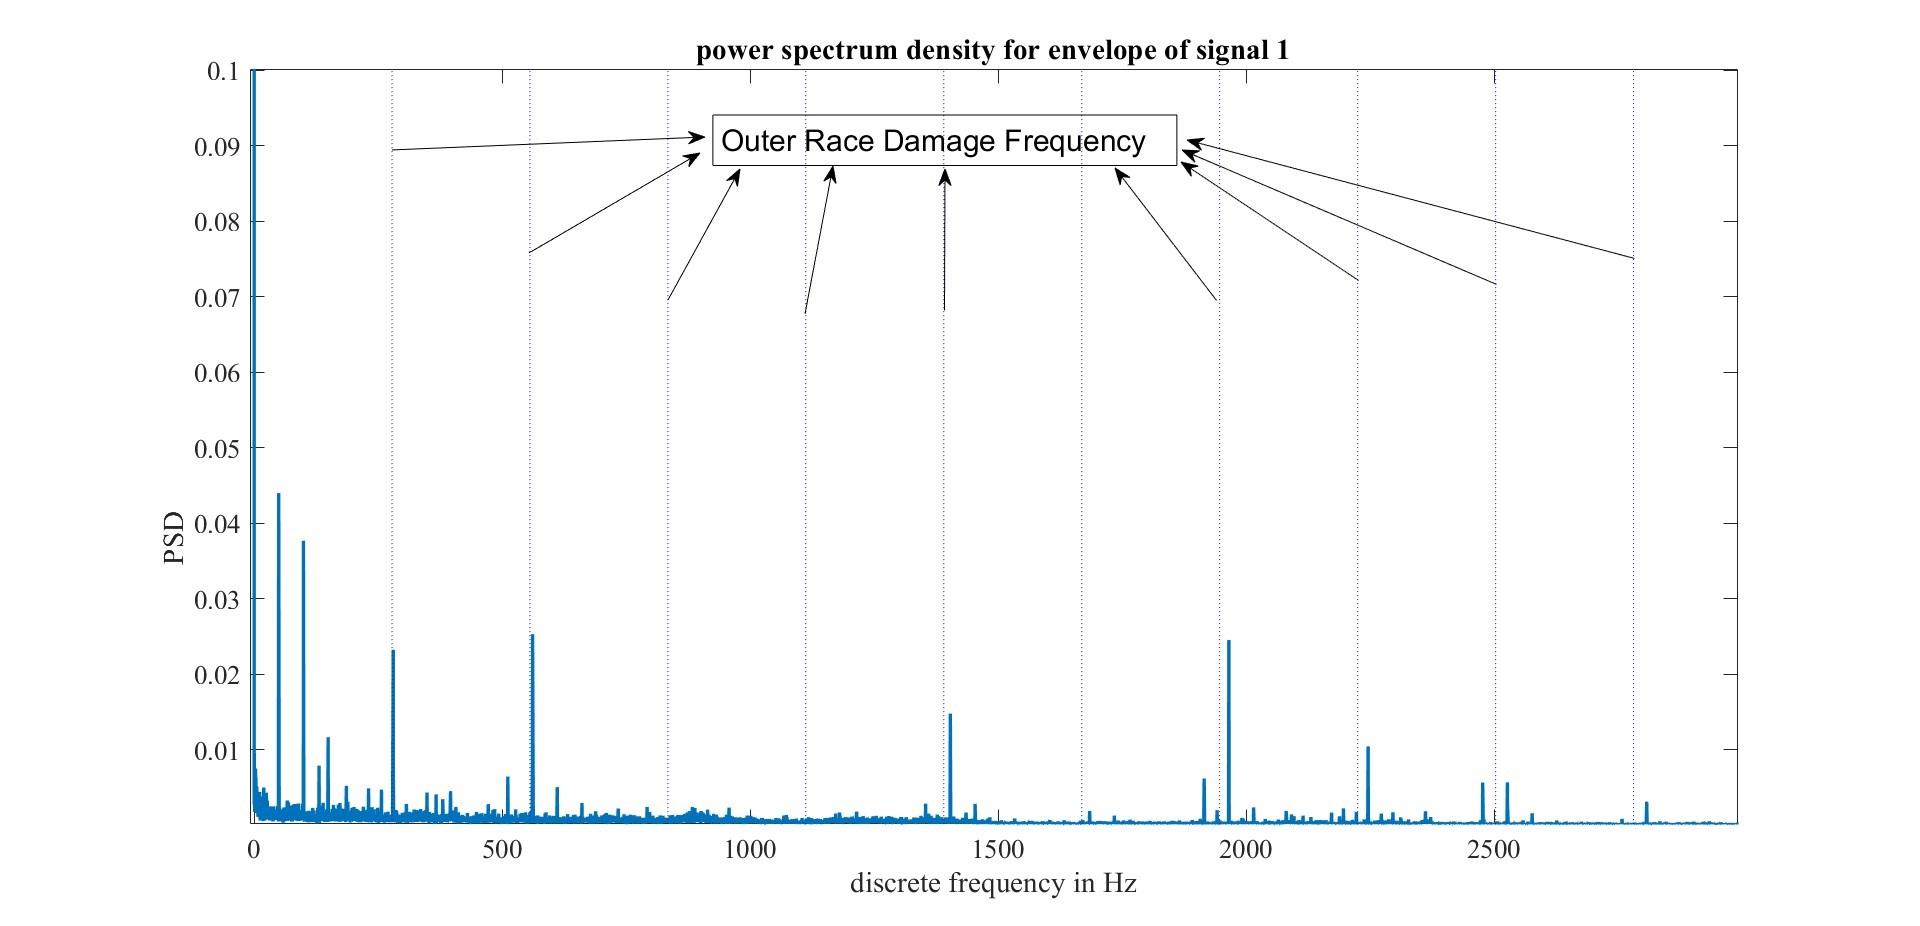 power spectrum density for envelope of signal 1
0.1
0.09
0.08
0.07
0.06
0.05
0.04
0.03
0.02
0.01
PSD
Outer Race Damage Frequency
0 500 1000 1500 2000 2500
discrete frequency in Hz